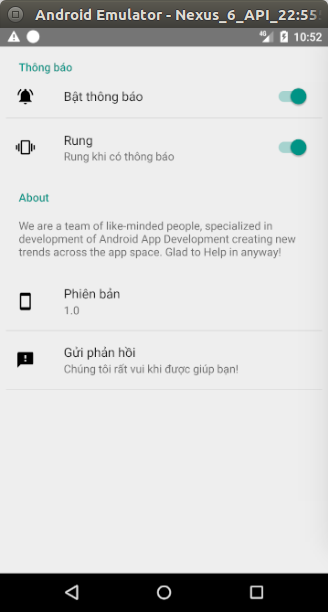 Android Emulator - Nexus_6_API_22:555
4G
10:52
Thông báo
Bật thông báo
Rung
Rung khi có thông báo
About
We are a team of like-minded people, specialized in
development of Android App Development creating new
trends across the app space. Glad to Help in anyway!
Phiên bản
1.0
Gửi phản hồi
Chúng tôi rất vui khi được giúp bạn!